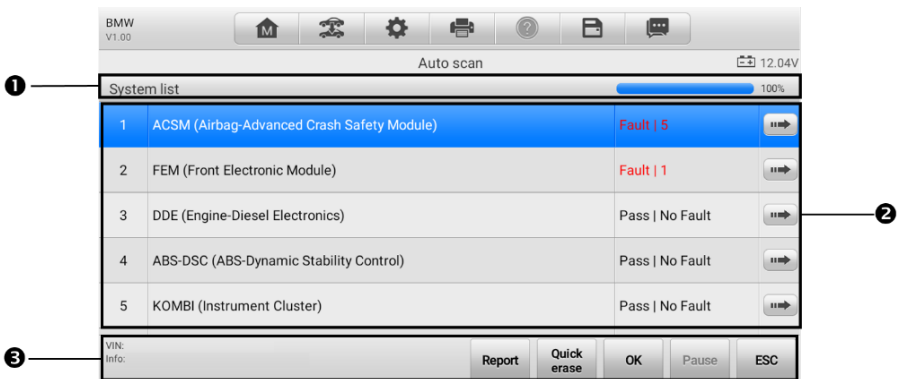 BMW
V1.00
Auto scan
12.04V
❶
System list
100%
1 ACSM (Airbag-Advanced Crash Safety Module) Fault | 5
2 FEM (Front Electronic Module) Fault | 1
3 DDE (Engine-Diesel Electronics) Pass | No Fault
❷
4 ABS-DSC (ABS-Dynamic Stability Control) Pass | No Fault
5 KOMBI (Instrument Cluster) Pass | No Fault
❸
VIN:
Info:
Report
Quick
erase
OK
Pause
ESC